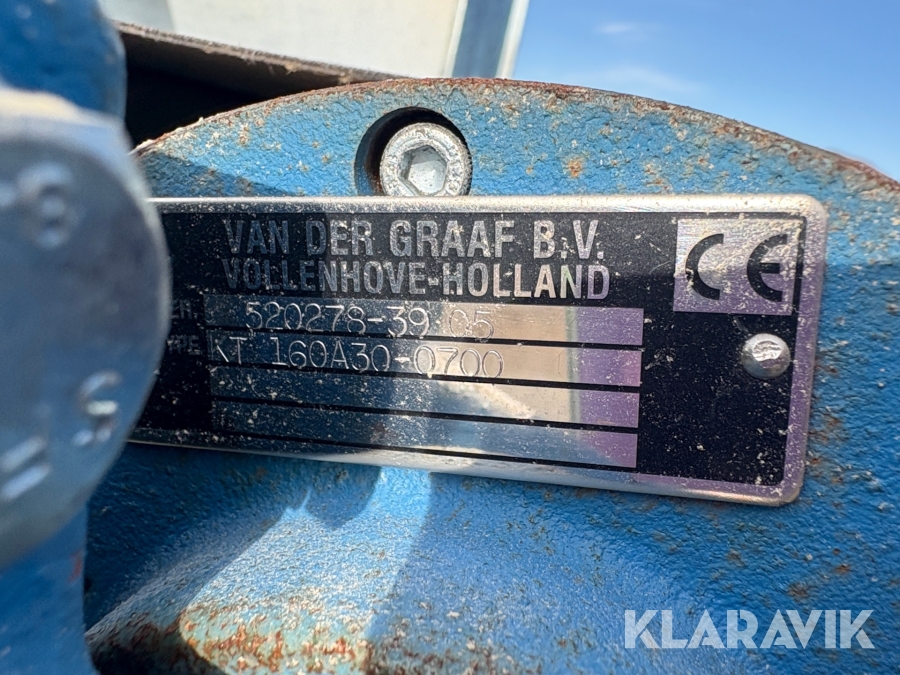 VAN DER GRAAF B.V.
VOLLENHOVE-HOLLAND
CE
520278-39 05
KT 160A30-0700
KLARAVIK